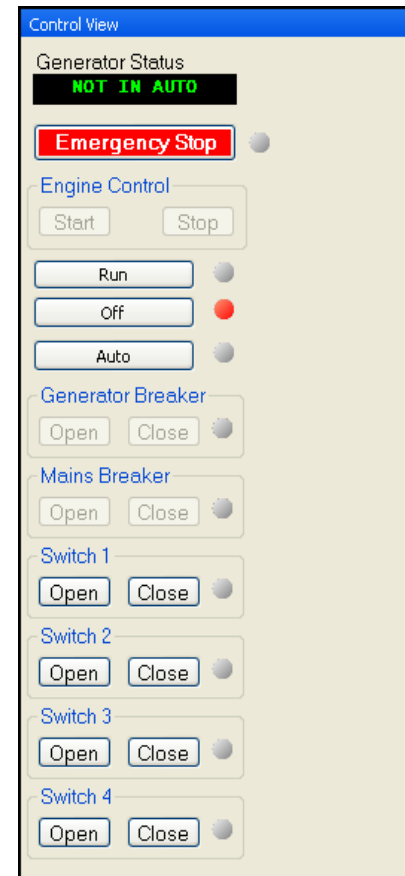 Control View
Generator Status
NOT IN AUTO
Emergency Stop
Engine Control
Start Stop
Run
Off
Auto
Generator Breaker
Open Close
Mains Breaker
Open Close
Switch 1
Open Close
Switch 2
Open Close
Switch 3
Open Close
Switch 4
Open Close